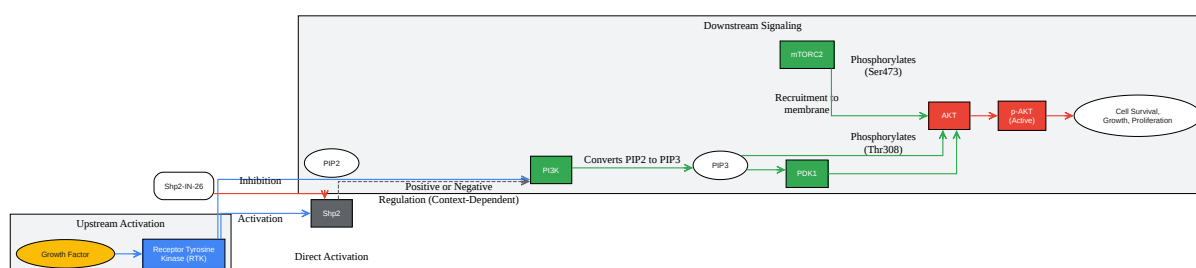 Downstream Signaling
mTORC2
Phosphorylates
(Ser473)
Recruitment to
membrane
AKT
p-AKT
(Active)
Cell Survival,
Growth, Proliferation
Phosphorylates
(Thr308)
PIP2
PI3K
Converts PIP2 to PIP3
PIP3
PDK1
Shp2-IN-26
Inhibition
Positive or Negative
Regulation (Context-Dependent)
Shp2
Activation
Upstream Activation
Growth Factor
Receptor Tyrosine
Kinase (RTK)
Direct Activation